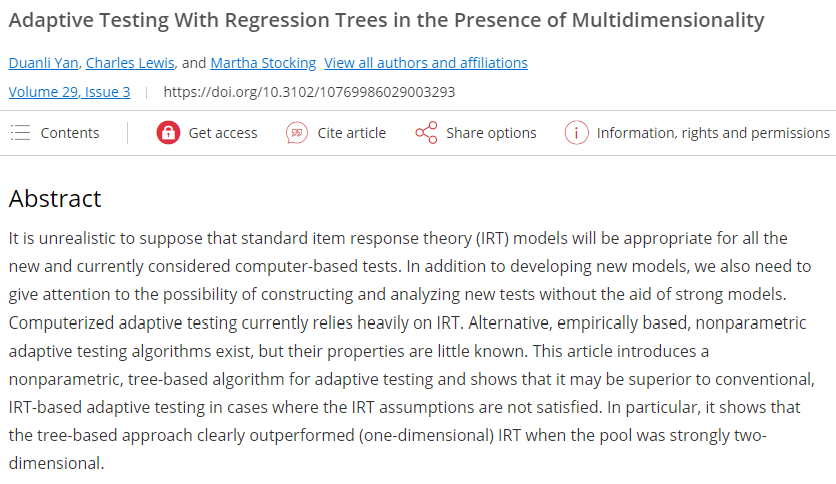 Adaptive Testing With Regression Trees in the Presence of Multidimensionality
Duanli Yan, Charles Lewis, and Martha Stocking View all authors and affiliations
Volume 29, Issue 3 | https://doi.org/10.3102/10769986029003293
Contents | Get access Cite article Share options Information, rights and permissions
Abstract
It is unrealistic to suppose that standard item response theory (IRT) models will be appropriate for all the
new and currently considered computer-based tests. In addition to developing new models, we also need to
give attention to the possibility of constructing and analyzing new tests without the aid of strong models.
Computerized adaptive testing currently relies heavily on IRT. Alternative, empirically based, nonparametric
adaptive testing algorithms exist, but their properties are little known. This article introduces a
nonparametric, tree-based algorithm for adaptive testing and shows that it may be superior to conventional,
IRT-based adaptive testing in cases where the IRT assumptions are not satisfied. In particular, it shows that
the tree-based approach clearly outperformed (one-dimensional) IRT when the pool was strongly two-
dimensional.